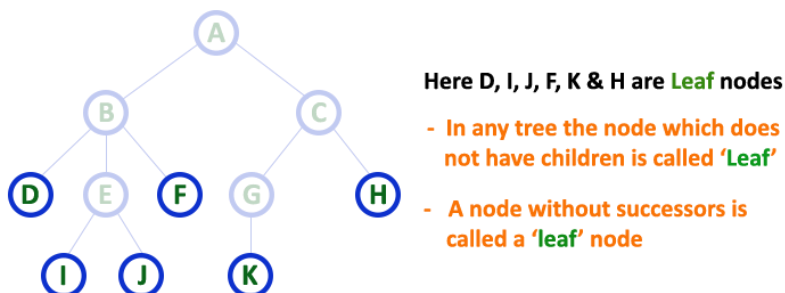 A
B
C
D
E
F
G
H
I
J
K
Here D, I, J, F, K & H are Leaf nodes
- In any tree the node which does
not have children is called ‘Leaf’
- A node without successors is
called a ‘leaf’ node